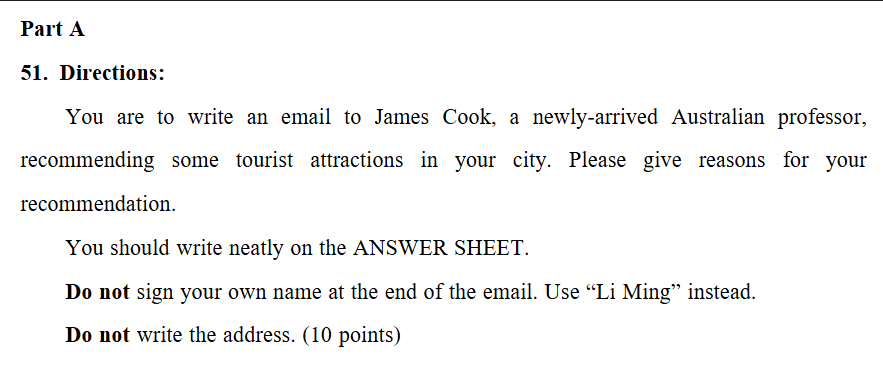 Part A
51. Directions:
You are to write an email to James Cook, a newly-arrived Australian professor,
recommending some tourist attractions in your city. Please give reasons for your
recommendation.
You should write neatly on the ANSWER SHEET.
Do not sign your own name at the end of the email. Use “Li Ming” instead.
Do not write the address. (10 points)